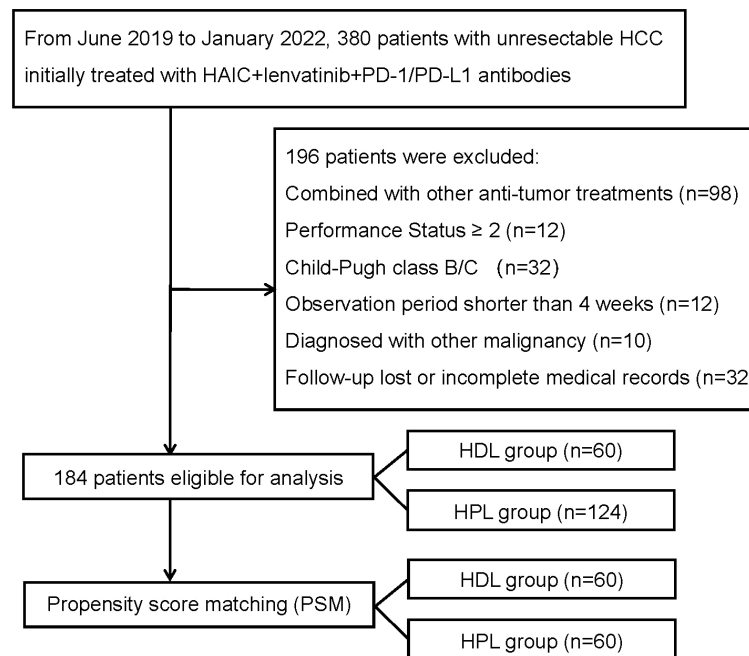 From June 2019 to January 2022, 380 patients with unresectable HCC
initially treated with HAIC+lenvatinib+PD-1/PD-L1 antibodies
196 patients were excluded:
Combined with other anti-tumor treatments (n=98)
Performance Status ≥ 2 (n=12)
Child-Pugh class B/C (n=32)
Observation period shorter than 4 weeks (n=12)
Diagnosed with other malignancy (n=10)
Follow-up lost or incomplete medical records (n=32
184 patients eligible for analysis
HDL group (n=60)
HPL group (n=124)
Propensity score matching (PSM)
HDL group (n=60)
HPL group (n=60)